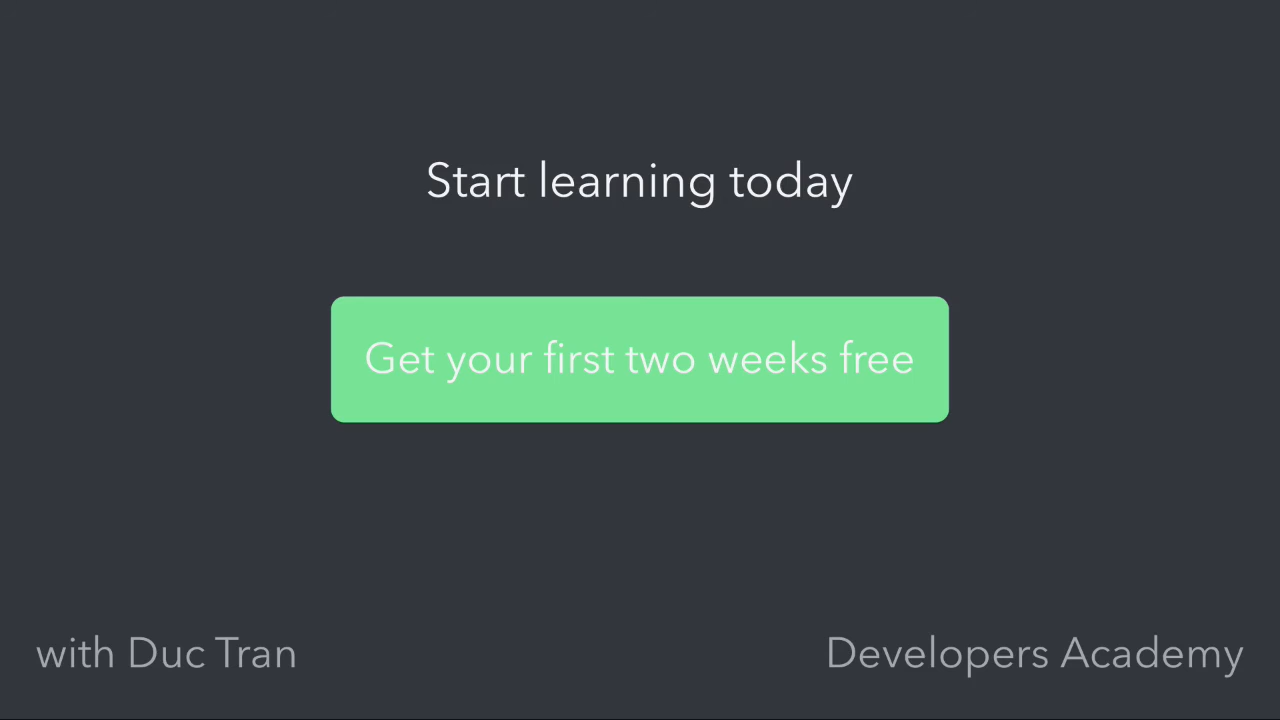 Start learning today
Get your first two weeks free
with Duc Tran
Developers Academy